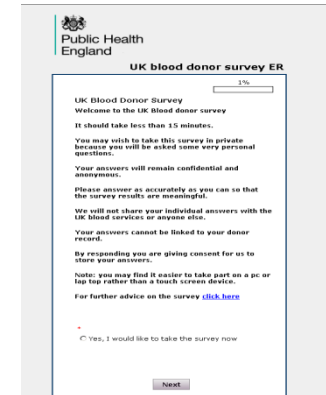 Public Health
England
UK blood donor survey ER
1%
UK Blood Donor Survey
Welcome to the UK Blood donor survey
It should take less than 15 minutes.
You may wish to take this survey in private
because you will be asked some very personal
questions.
Your answers will remain confidential and
anonymous.
Please answer as accurately as you can so that
the survey results are meaningful.
We will not share your individual answers with the
UK blood services or anyone else.
Your answers cannot be linked to your donor
record.
By responding you are giving consent for us to
store your answers.
Note: you may find it easier to take part on a pc or
lap top rather than a touch screen device.
For further advice on the survey click here
*
Yes, I would like to take the survey now
Next